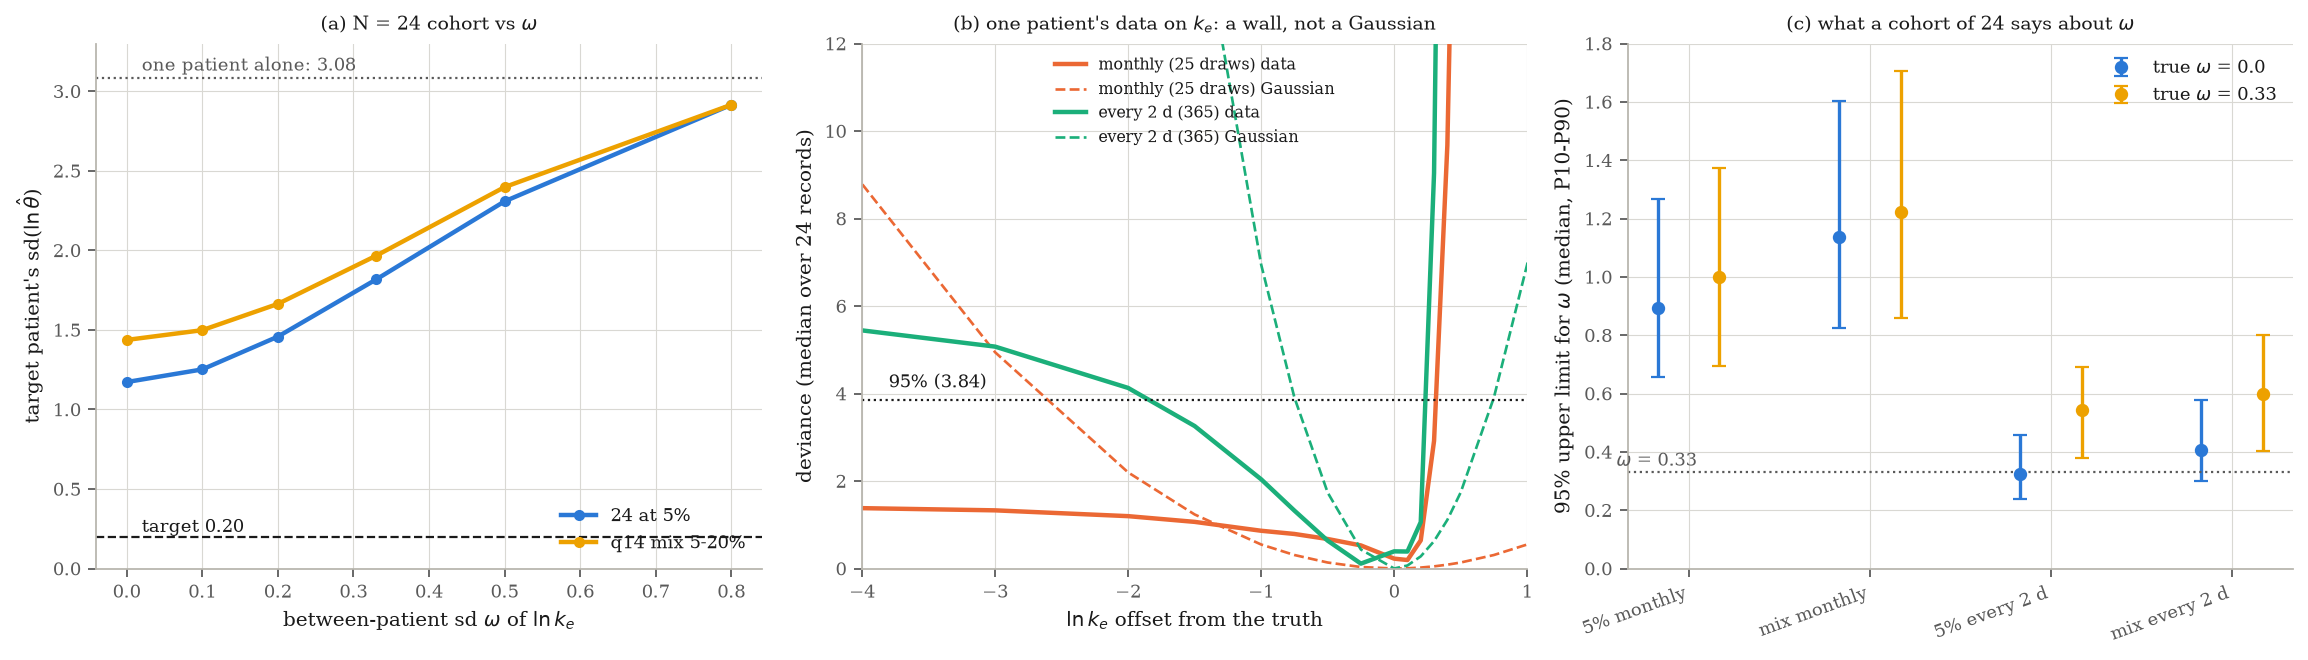 (a) N = 24 cohort vs ω
target patient's sd(ln θ̂)
3.0
2.5
2.0
1.5
1.0
0.5
0.0
one patient alone: 3.08
target 0.20
24 at 5%
q14 mix 5-20%
0.0 0.1 0.2 0.3 0.4 0.5 0.6 0.7 0.8
between-patient sd ω of ln kₑ
(b) one patient's data on kₑ: a wall, not a Gaussian
deviance (median over 24 records)
12
10
8
6
4
2
0
monthly (25 draws) data
monthly (25 draws) Gaussian
every 2 d (365) data
every 2 d (365) Gaussian
95% (3.84)
−4 −3 −2 −1 0 1
ln kₑ offset from the truth
(c) what a cohort of 24 says about ω
95% upper limit for ω (median, P10-P90)
1.8
1.6
1.4
1.2
1.0
0.8
0.6
0.4
0.2
0.0
true ω = 0.0
true ω = 0.33
ω = 0.33
5% monthly
mix monthly
5% every 2 d
mix every 2 d